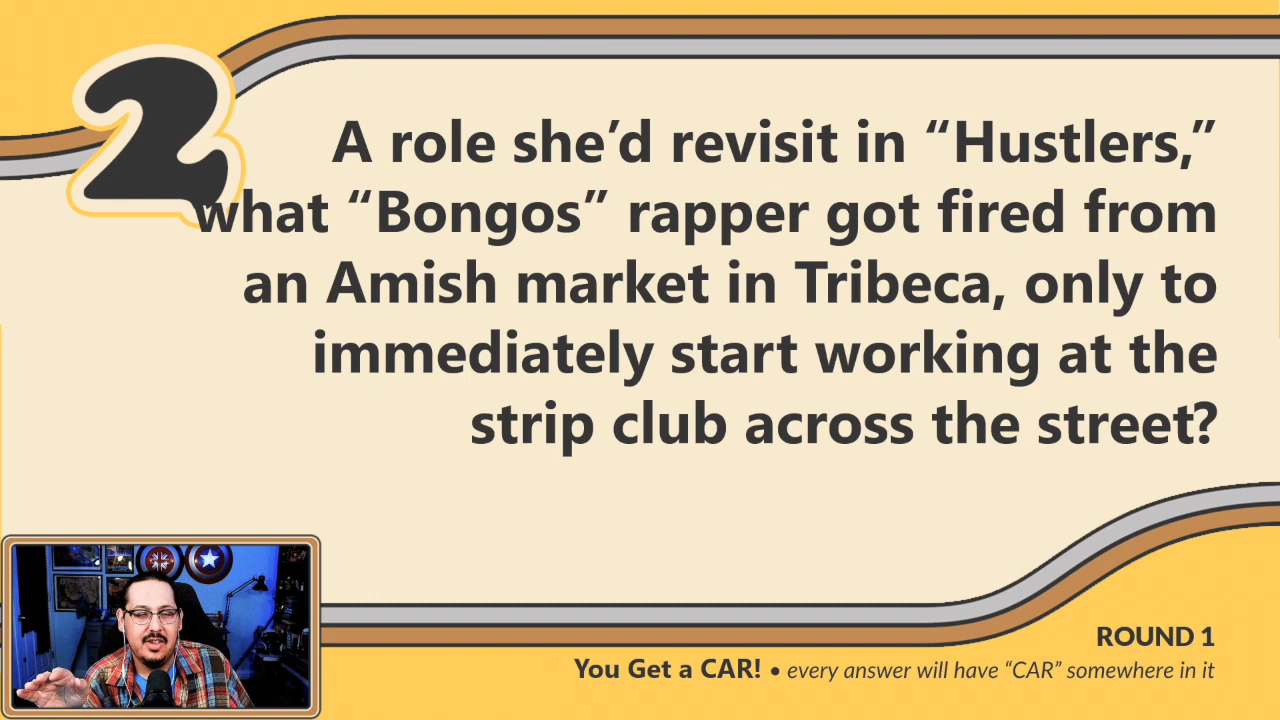 2
A role she’d revisit in “Hustlers,”
what “Bongos” rapper got fired from
an Amish market in Tribeca, only to
immediately start working at the
strip club across the street?
ROUND 1
You Get a CAR! • every answer will have “CAR” somewhere in it